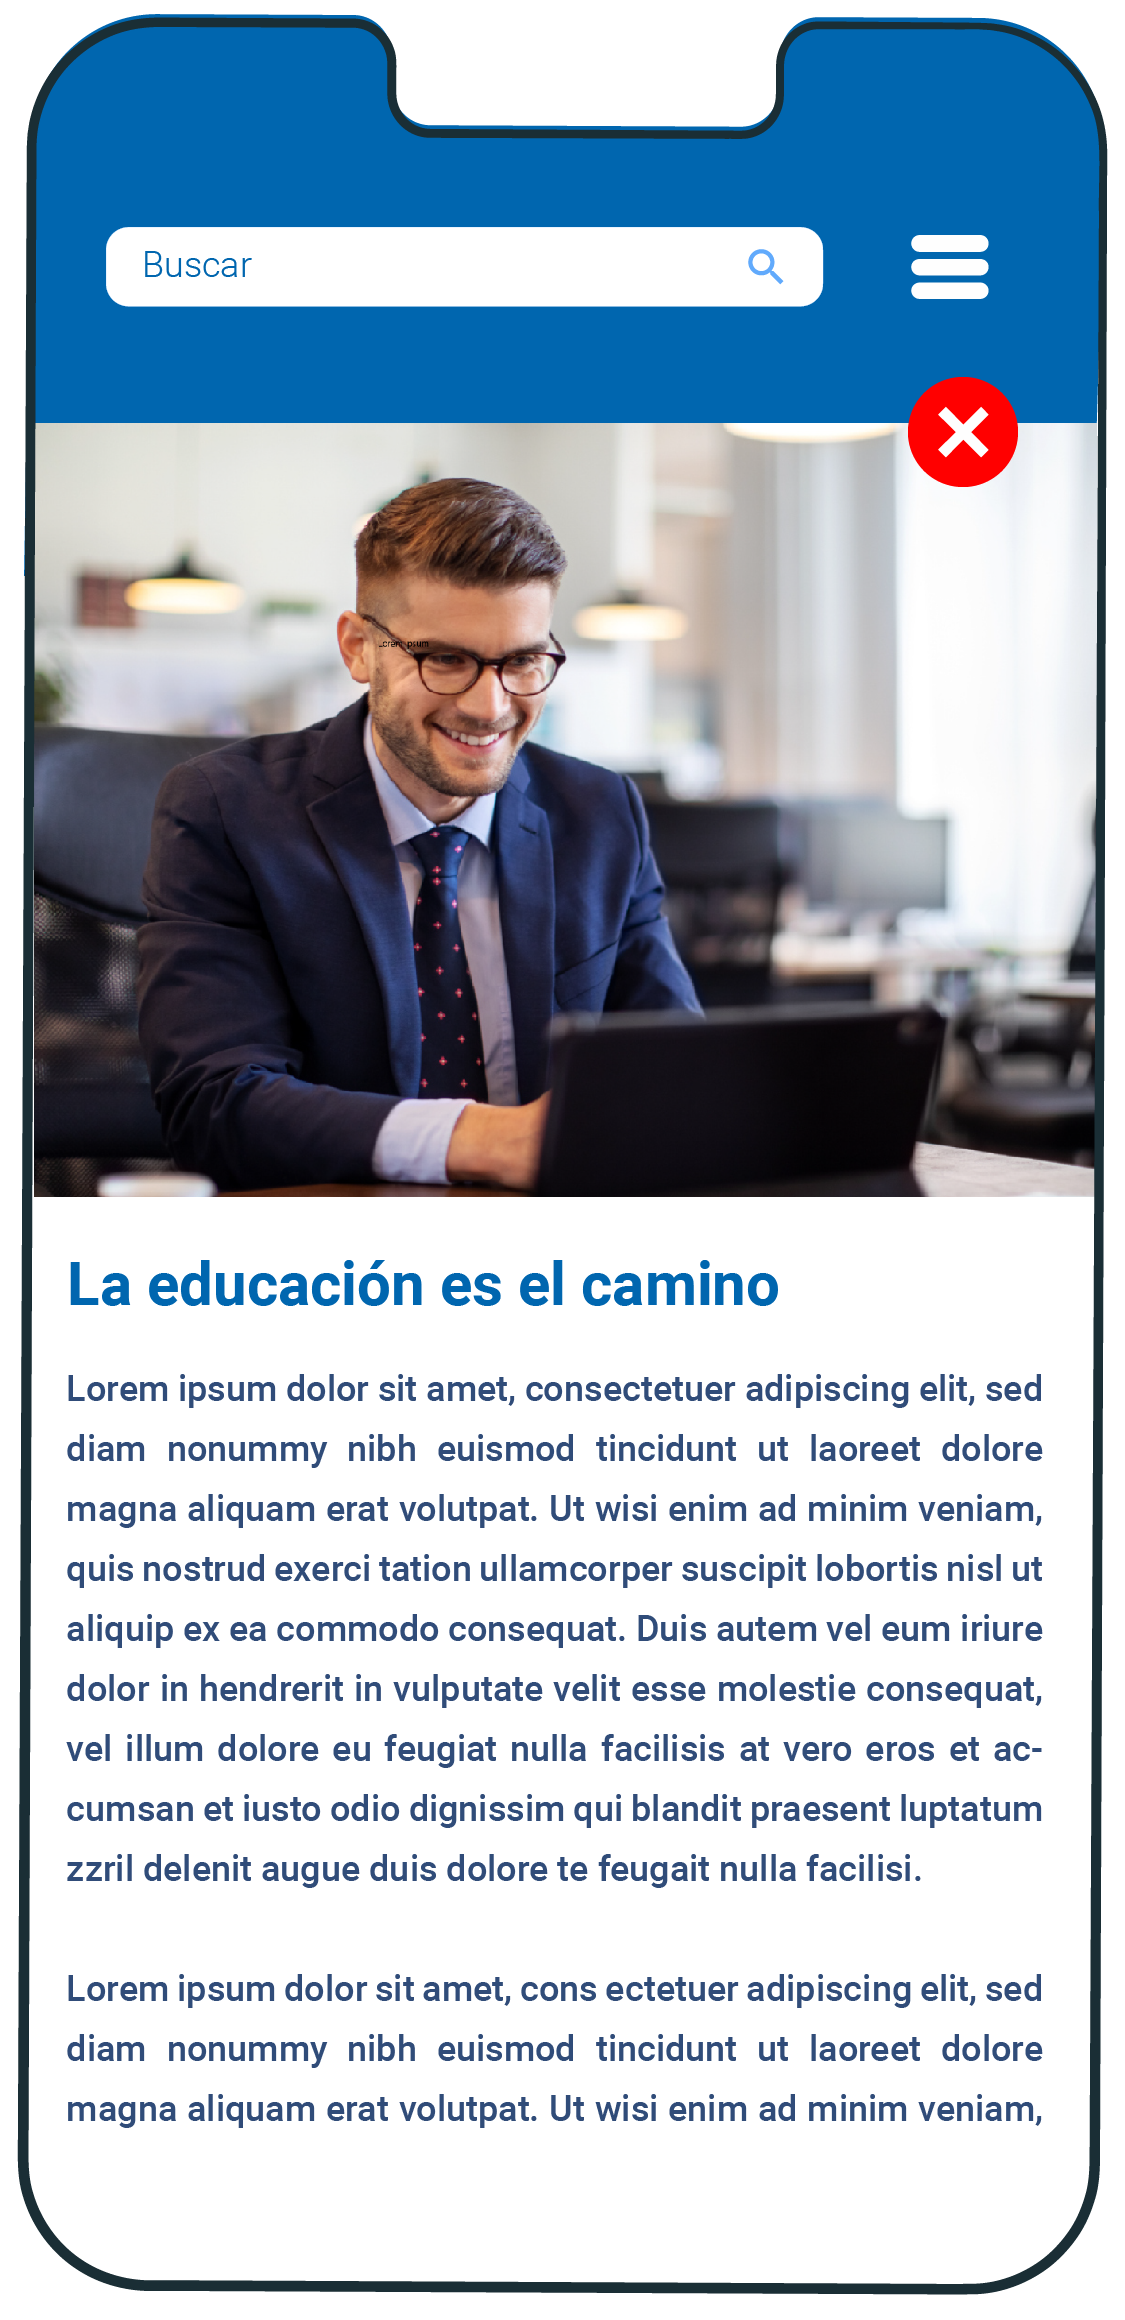 Buscar
Lorem ipsum
La educación es el camino
Lorem ipsum dolor sit amet, consectetuer adipiscing elit, sed
diam nonummy nibh euismod tincidunt ut laoreet dolore
magna aliquam erat volutpat. Ut wisi enim ad minim veniam,
quis nostrud exerci tation ullamcorper suscipit lobortis nisl ut
aliquip ex ea commodo consequat. Duis autem vel eum iriure
dolor in hendrerit in vulputate velit esse molestie consequat,
vel illum dolore eu feugiat nulla facilisis at vero eros et ac-
cumsan et iusto odio dignissim qui blandit praesent luptatum
zzril delenit augue duis dolore te feugait nulla facilisi.
Lorem ipsum dolor sit amet, cons ectetuer adipiscing elit, sed
diam nonummy nibh euismod tincidunt ut laoreet dolore
magna aliquam erat volutpat. Ut wisi enim ad minim veniam,